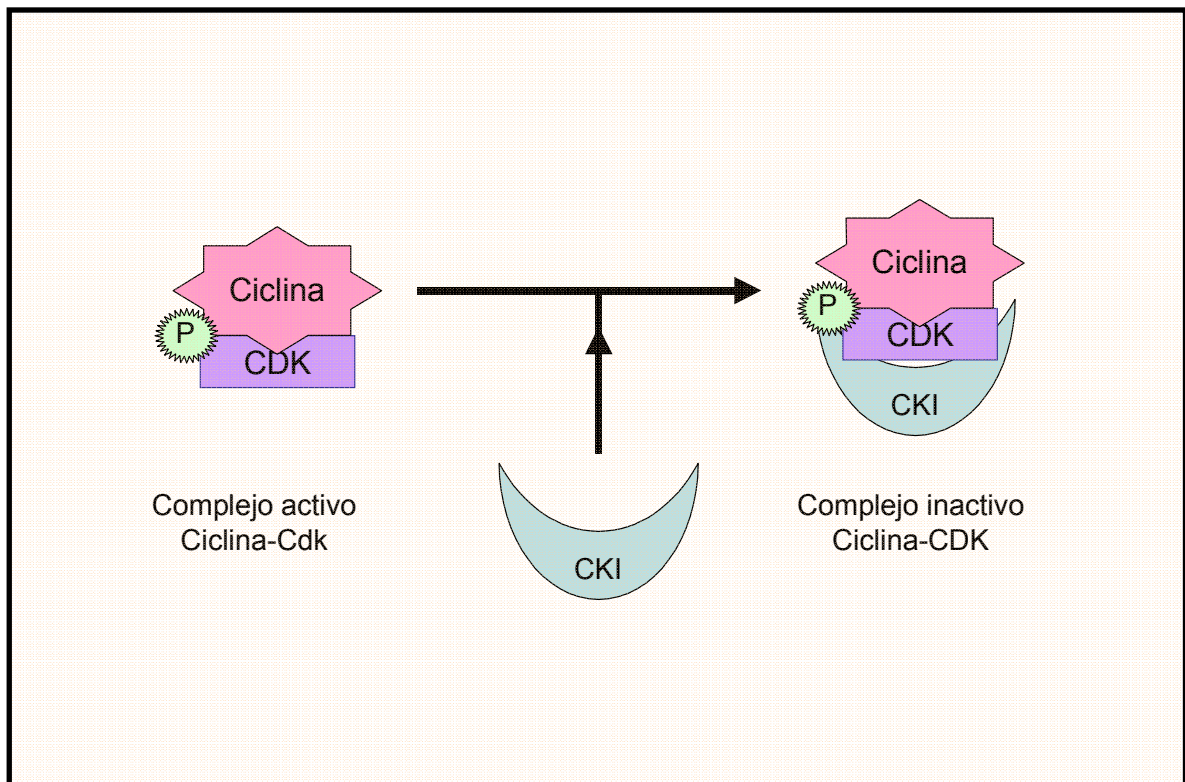 Ciclina
P
CDK
Complejo activo
Ciclina-Cdk
CKI
Ciclina
P
CDK
CKI
Complejo inactivo
Ciclina-CDK